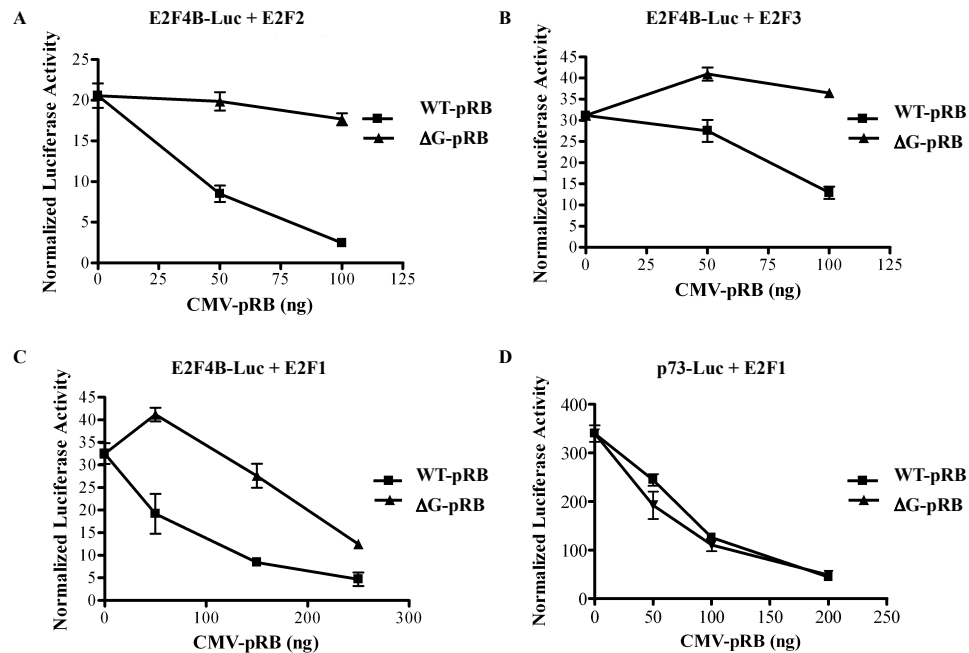 A
E2F4B-Luc + E2F2
Normalized Luciferase Activity
25
20
15
10
5
0
0 25 50 75 100 125
CMV-pRB (ng)
WT-pRB
ΔG-pRB
B
E2F4B-Luc + E2F3
Normalized Luciferase Activity
45
40
35
30
25
20
15
10
5
0
0 25 50 75 100 125
CMV-pRB (ng)
WT-pRB
ΔG-pRB
C
E2F4B-Luc + E2F1
Normalized Luciferase Activity
45
40
35
30
25
20
15
10
5
0
0 100 200 300
CMV-pRB (ng)
WT-pRB
ΔG-pRB
D
p73-Luc + E2F1
Normalized Luciferase Activity
400
300
200
100
0
0 50 100 150 200 250
CMV-pRB (ng)
WT-pRB
ΔG-pRB